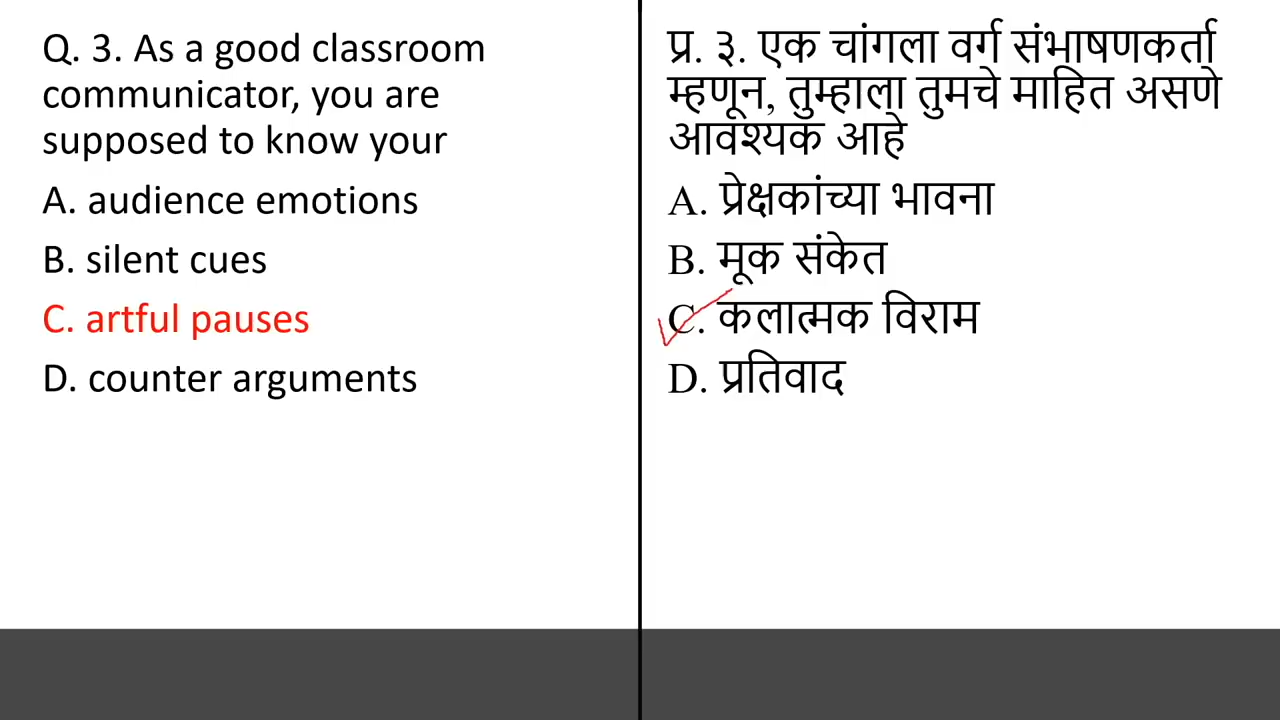 Q. 3. As a good classroom
communicator, you are
supposed to know your
A. audience emotions
B. silent cues
C. artful pauses
D. counter arguments
प्र. ३. एक चांगला वर्ग संभाषणकर्ता
म्हणून, तुम्हाला तुमचे माहित असणे
आवश्यक आहे
A. प्रेक्षकांच्या भावना
B. मूक संकेत
C. कलात्मक विराम
D. प्रतिवाद